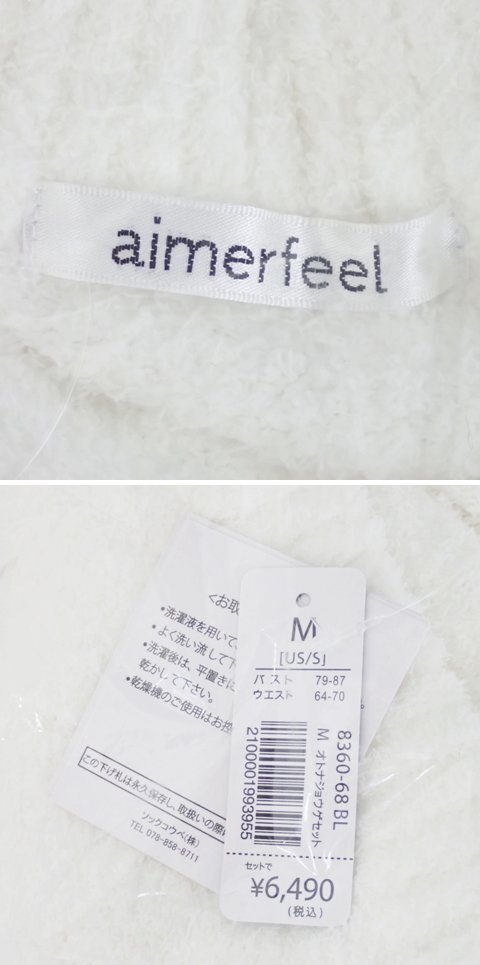 aimerfeel
<お取
•洗濯液を用いて
•よく洗い流して下
•洗濯後は、平置きに
乾かして下さい。
•乾燥機のご使用はお控
この下げ札は永久保存し、取扱いの際に
ソックコウベ(株)
TEL 078-858-8711
M
[US/S]
バスト 79-87
ウエスト 64-70
8360-68 BL
M オトナジョウゲセット
2100001993955
セットで
¥6,490
(税込)